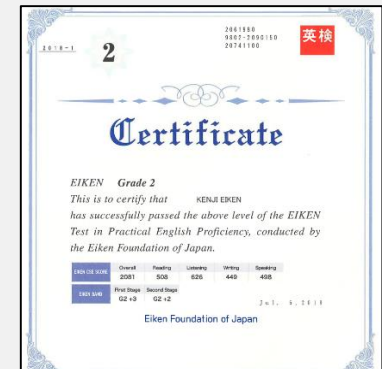 2061980
9807-2090150
20741100
英検
2018-1
2
Certificate
EIKEN Grade 2
This is to certify that KENJI EIKEN
has successfully passed the above level of the EIKEN
Test in Practical English Proficiency, conducted by
the Eiken Foundation of Japan.
EIKEN CSE SCORE Overall Reading Listening Writing Speaking
2081 508 626 449 498
EIKEN BAND First Stage Second Stage
G2 +3 G2 +2
Eiken Foundation of Japan